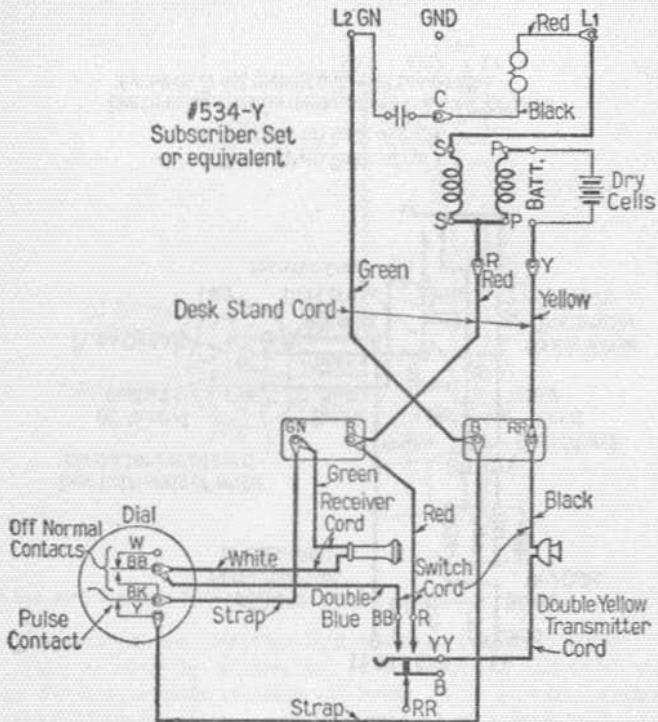 L2 GN GND L1
Red
C
Black
#534-Y
Subscriber Set
or equivalent
S P
BATT.
Dry
Cells
S P
R Y
Green Red
Yellow
Desk Stand Cord
GN R G RR
Green
Receiver
Cord
Red
Black
Dial
Off Normal
Contacts
W
BB
White
BK
Y
Strap
Pulse
Contact
Double
Blue
Switch
Cord
BB R
Double Yellow
Transmitter
Cord
YY
B
RR
Strap